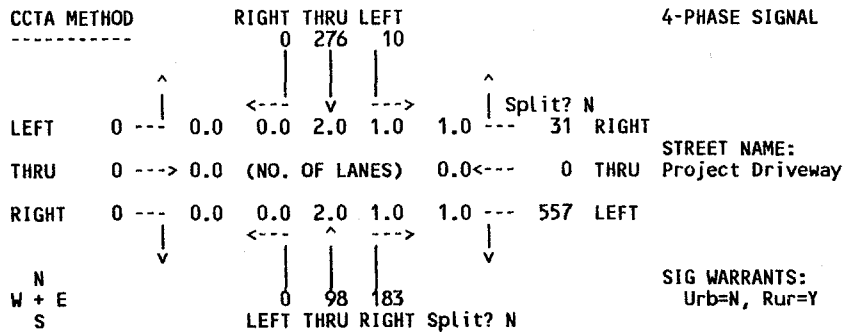 CCTA METHOD RIGHT THRU LEFT 4-PHASE SIGNAL
----------- 0 276 10
^ ^
<--- v ---> Split? N
LEFT 0 --- 0.0 0.0 2.0 1.0 1.0 --- 31 RIGHT
STREET NAME:
THRU 0 ---> 0.0 (NO. OF LANES) 0.0<--- 0 THRU Project Driveway
RIGHT 0 --- 0.0 0.0 2.0 1.0 1.0 --- 557 LEFT
<--- ^ --->
v v
N SIG WARRANTS:
W + E 0 98 183 Urb=N, Rur=Y
S LEFT THRU RIGHT Split? N